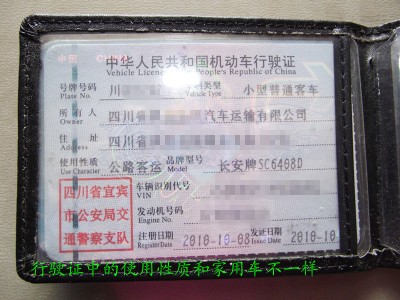 中华人民共和国机动车行驶证
Vehicle License of the People's Republic of China
号牌号码 川 车辆类型 小型普通客车
Plate No. Vehicle Type
所有人 四川省 汽车运输有限公司
Owner
住址 四川省
Address
使用性质 公路客运 品牌型号 长安牌SC6408D
Use Character Model
四川省宜宾
市公安局交
通警察支队
车辆识别代号
VIN
发动机号码
Engine No.
注册日期 2010-10-08 发证日期 2010-10
Register Date Issue Date
行驶证中的使用性质和家用车不一样